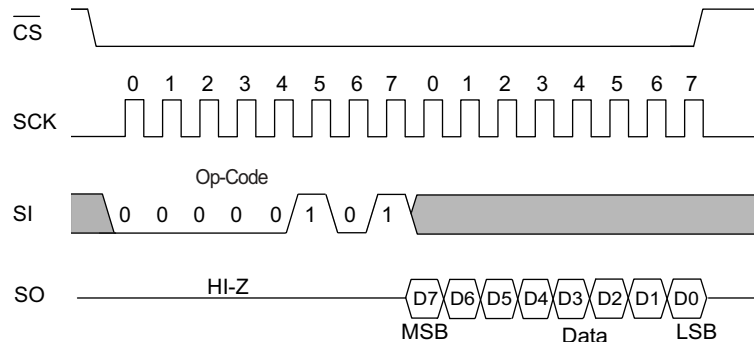 CS
0 1 2 3 4 5 6 7 0 1 2 3 4 5 6 7
SCK
Op-Code
SI 0 0 0 0 0 1 0 1
HI-Z
SO D7 D6 D5 D4 D3 D2 D1 D0
MSB Data LSB